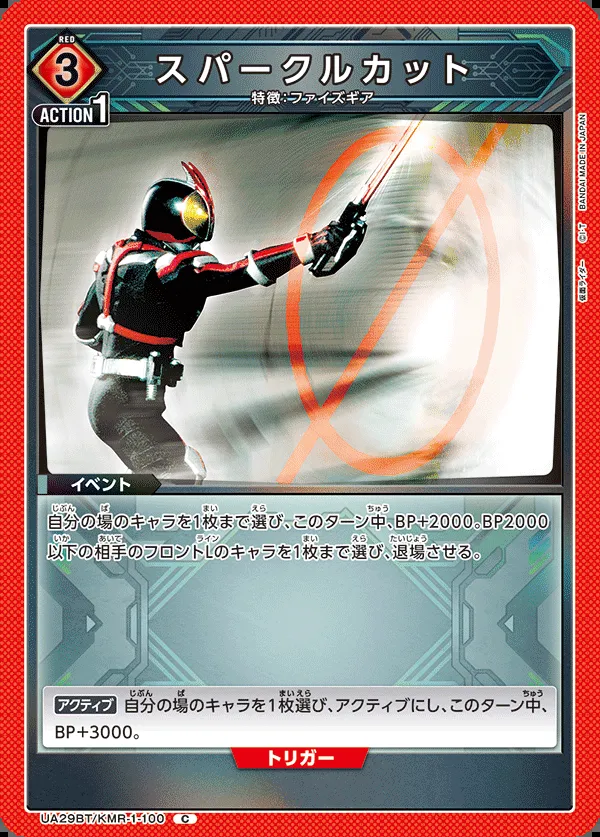 RED
3
スパークルカット
特徴:ファイズギア
ACTION 1
仮面ライダー ©I・T BANDAI MADE IN JAPAN
イベント
自分の場のキャラを1枚まで選び、このターン中、BP+2000。BP2000
以下の相手のフロントLのキャラを1枚まで選び、退場させる。
アクティブ 自分の場のキャラを1枚選び、アクティブにし、このターン中、
BP+3000。
トリガー
UA29BT/KMR-1-100 C